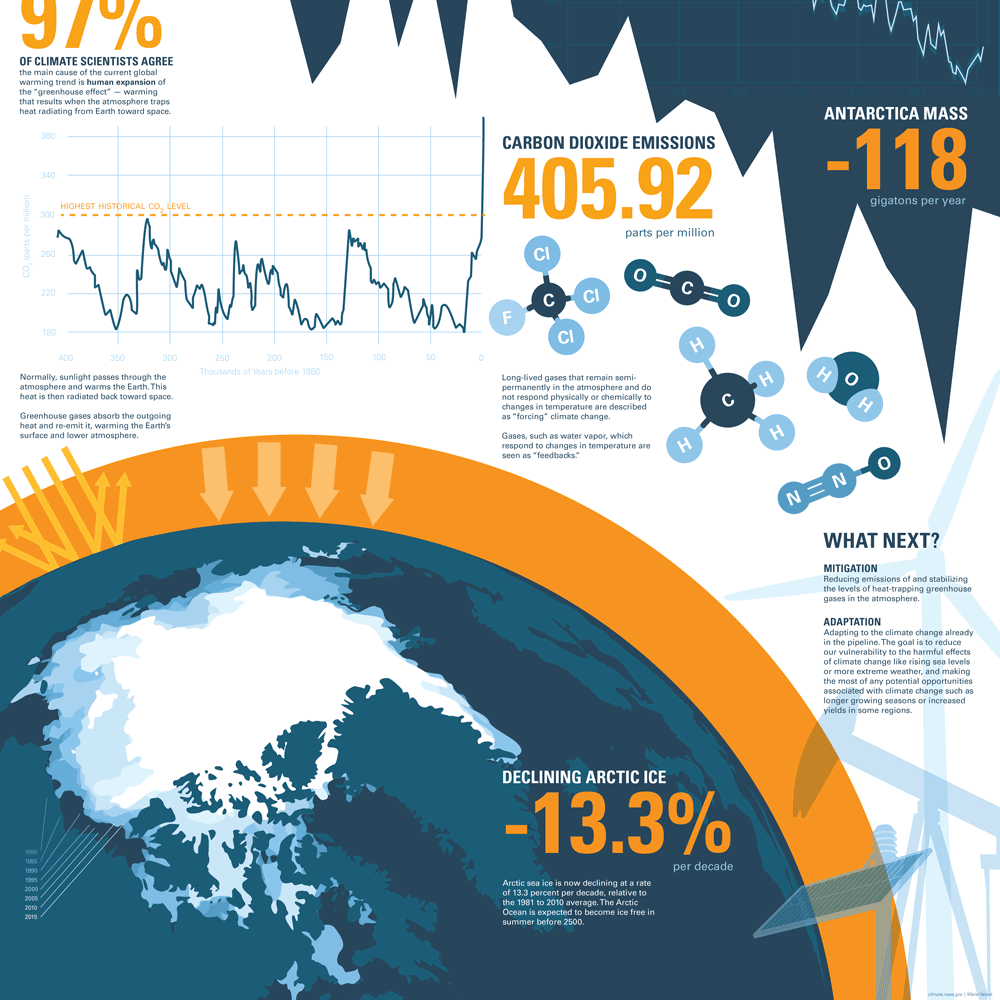 97%
OF CLIMATE SCIENTISTS AGREE
the main cause of the current global
warming trend is human expansion of
the "greenhouse effect" — warming
that results when the atmosphere traps
heat radiating from Earth toward space.
380
340
300
260
220
180
CO2 (parts per million)
HIGHEST HISTORICAL CO2 LEVEL
400 350 300 250 200 150 100 50 0
Thousands of Years before 1950
CARBON DIOXIDE EMISSIONS
405.92
parts per million
ANTARCTICA MASS
-118
gigatons per year
Cl
C
Cl
F
Cl
O
C
O
H
H
C
H
H
H
O
H
N
N
O
Normally, sunlight passes through the
atmosphere and warms the Earth. This
heat is then radiated back toward space.
Greenhouse gases absorb the outgoing
heat and re-emit it, warming the Earth's
surface and lower atmosphere.
Long-lived gases that remain semi-
permanently in the atmosphere and do
not respond physically or chemically to
changes in temperature are described
as "forcing" climate change.
Gases, such as water vapor, which
respond to changes in temperature are
seen as "feedbacks."
WHAT NEXT?
MITIGATION
Reducing emissions of and stabilizing
the levels of heat-trapping greenhouse
gases in the atmosphere.
ADAPTATION
Adapting to the climate change already
in the pipeline. The goal is to reduce
our vulnerability to the harmful effects
of climate change like rising sea levels
or more extreme weather, and making
the most of any potential opportunities
associated with climate change such as
longer growing seasons or increased
yields in some regions.
DECLINING ARCTIC ICE
-13.3%
per decade
Arctic sea ice is now declining at a rate
of 13.3 percent per decade, relative to
the 1981 to 2010 average. The Arctic
Ocean is expected to become ice free in
summer before 2500.
1980
1985
1990
1995
2000
2005
2010
2015